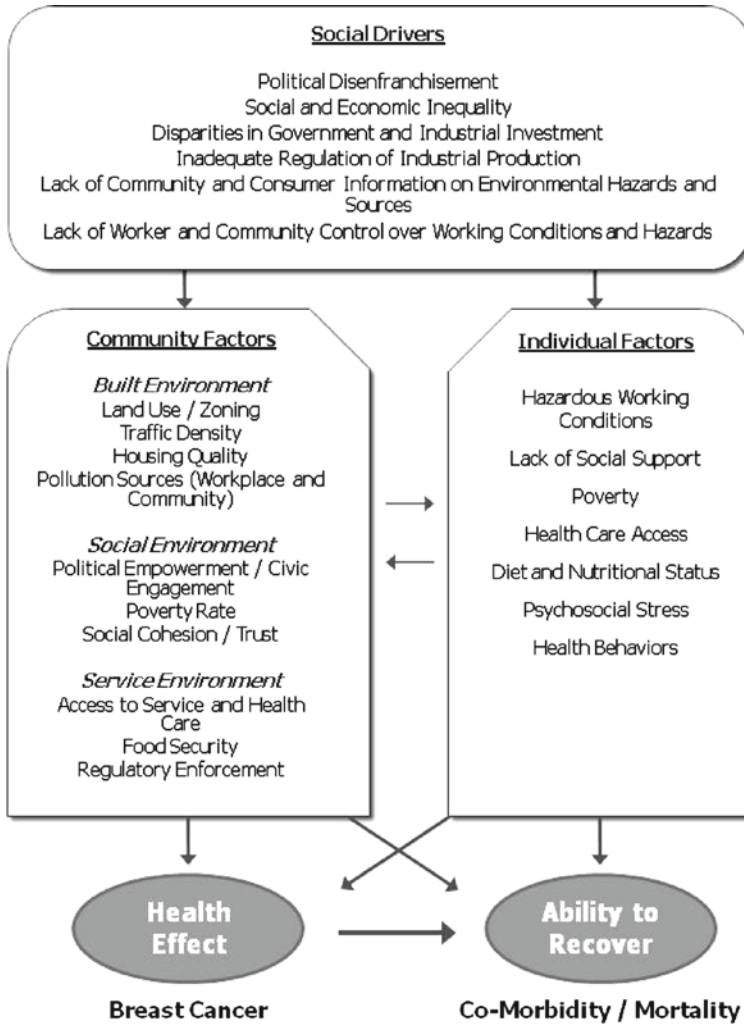 Social Drivers
Political Disenfranchisement
Social and Economic Inequality
Disparities in Government and Industrial Investment
Inadequate Regulation of Industrial Production
Lack of Community and Consumer Information on Environmental Hazards and
Sources
Lack of Worker and Community Control over Working Conditions and Hazards
Community Factors
Built Environment
Land Use / Zoning
Traffic Density
Housing Quality
Pollution Sources (Workplace and
Community)
Social Environment
Political Empowerment / Civic
Engagement
Poverty Rate
Social Cohesion / Trust
Service Environment
Access to Service and Health
Care
Food Security
Regulatory Enforcement
Individual Factors
Hazardous Working
Conditions
Lack of Social Support
Poverty
Health Care Access
Diet and Nutritional Status
Psychosocial Stress
Health Behaviors
Health
Effect
Breast Cancer
Ability to
Recover
Co-Morbidity / Mortality